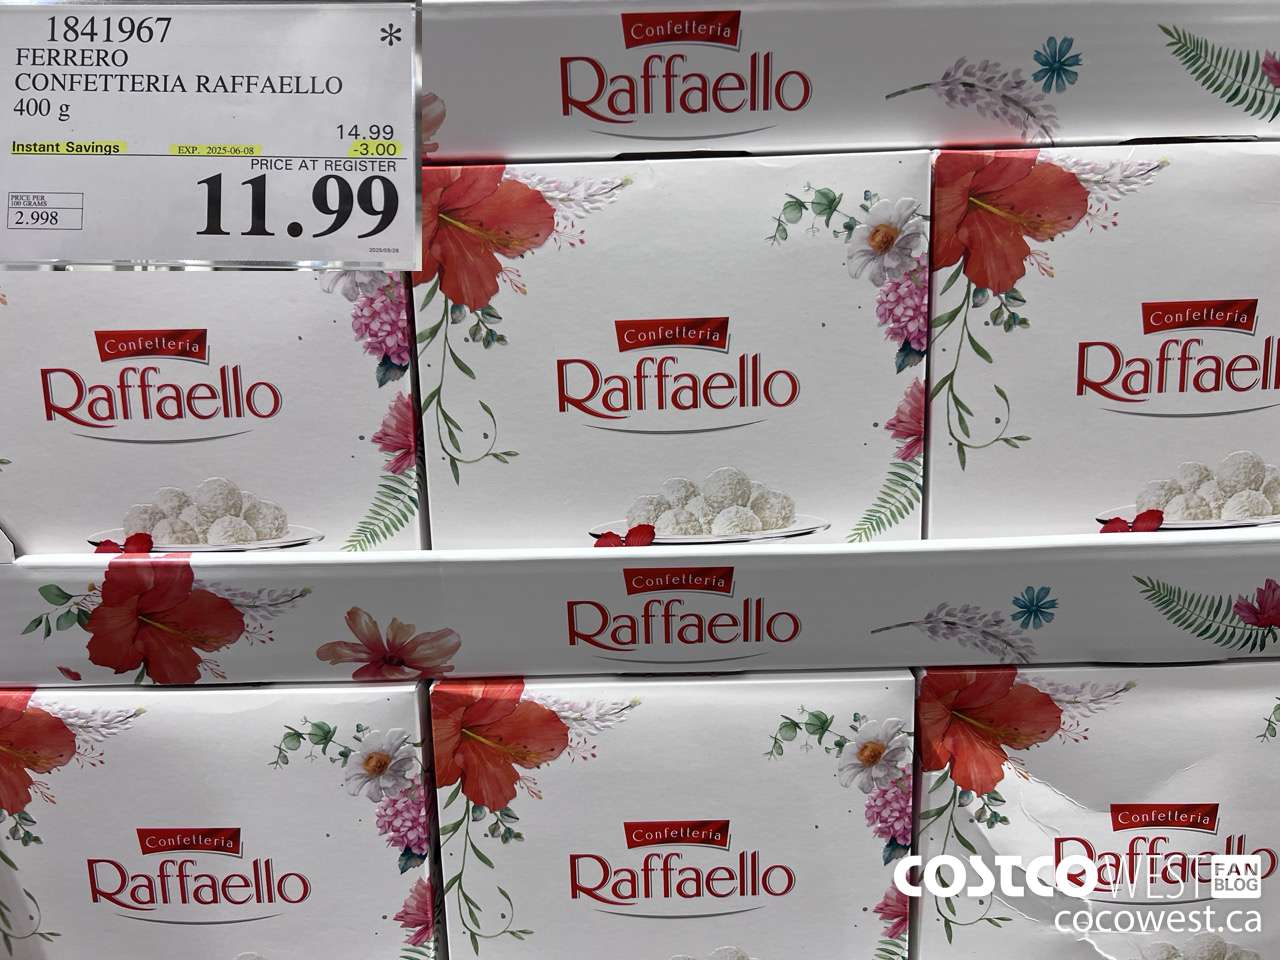 1841967
*
FERRERO
CONFETTERIA RAFFAELLO
400 g
14.99
Instant Savings EXP. 2025-06-08 -3.00
PRICE AT REGISTER
PRICE PER
100 GRAMS
2.998
11.99
Confetteria
Raffaello
Confetteria
Raffaello
Confetteria
Raffaello
Confetteria
Raffaell
Confetteria
Raffaello
Confetteria
Raffaello
Confetteria
Raffaello
Confetteria
Raffaello
COSTCO WEST FAN BLOG
cocowest.ca